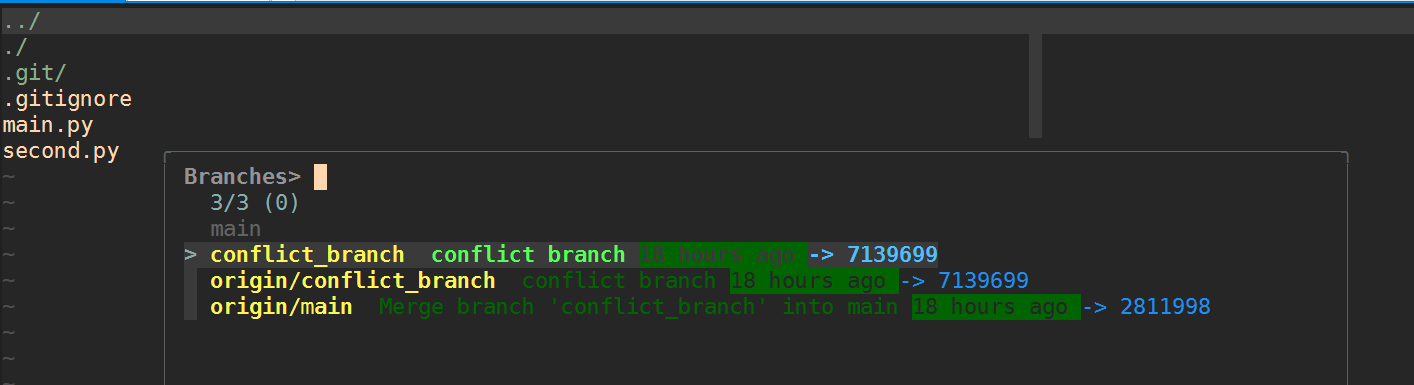 ../
./
.git/
.gitignore
main.py
second.py
~
Branches>
~
3/3 (0)
~
main
~
> conflict_branch conflict branch 18 hours ago -> 7139699
~
origin/conflict_branch conflict branch 18 hours ago -> 7139699
~
origin/main Merge branch 'conflict_branch' into main 18 hours ago -> 2811998
~
~
~